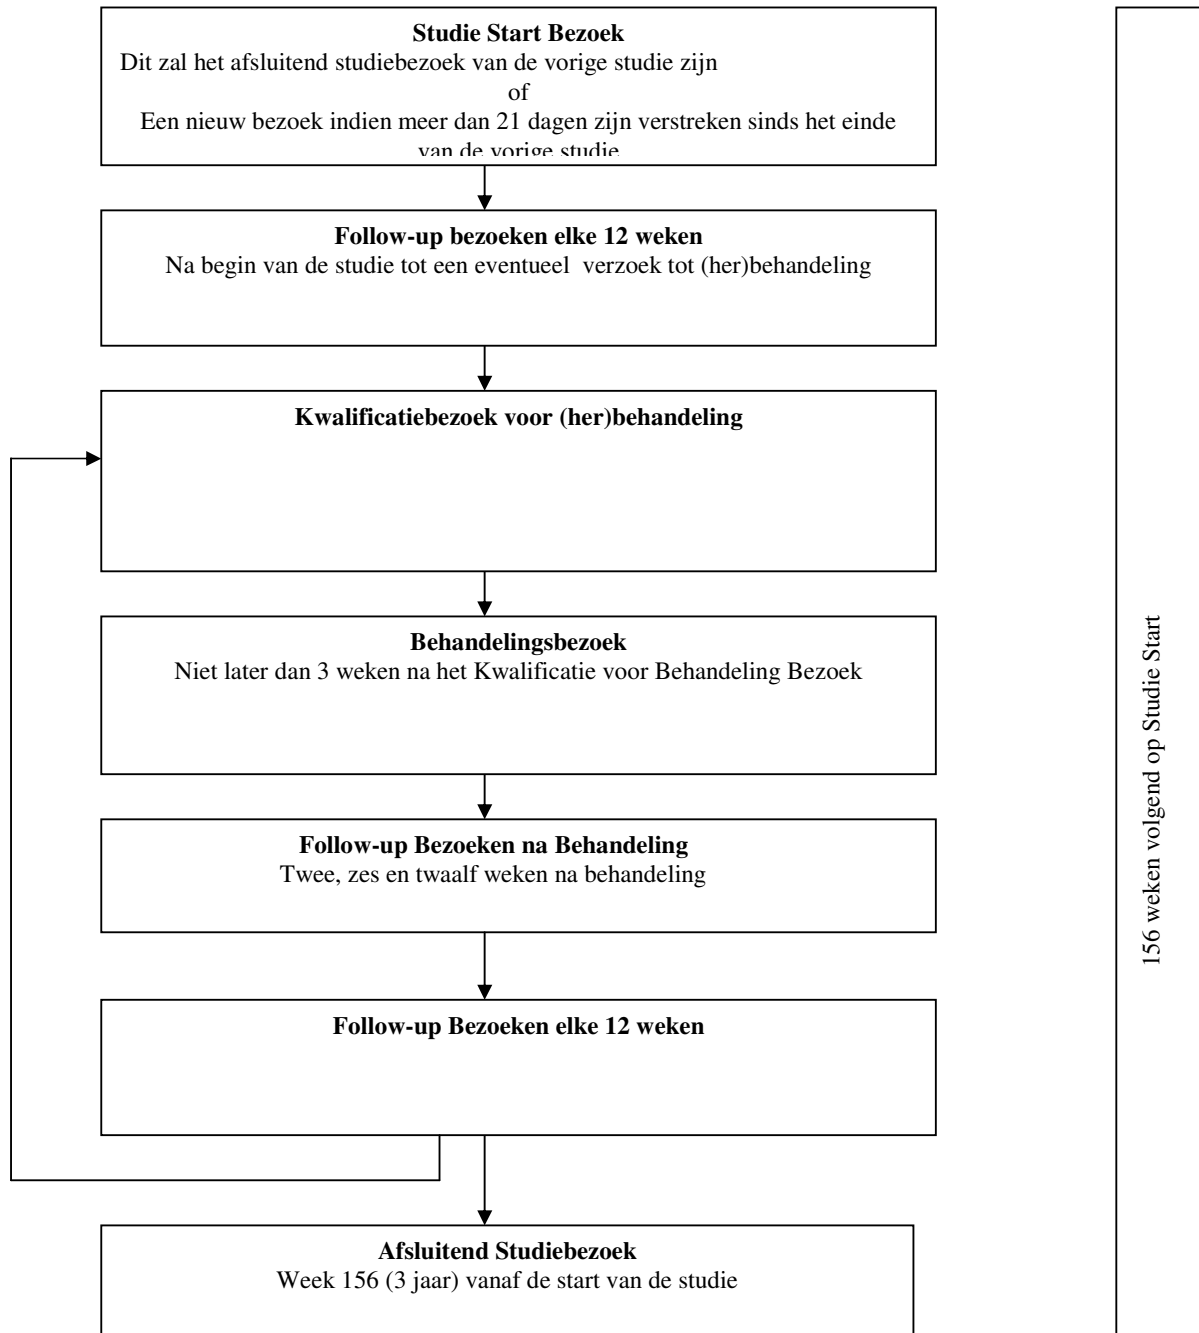 Studie Start Bezoek
Dit zal het afsluitend studiebezoek van de vorige studie zijn
of
Een nieuw bezoek indien meer dan 21 dagen zijn verstreken sinds het einde
van de vorige studie
Follow-up bezoeken elke 12 weken
Na begin van de studie tot een eventueel verzoek tot (her)behandeling
Kwalificatiebezoek voor (her)behandeling
Behandelingsbezoek
Niet later dan 3 weken na het Kwalificatie voor Behandeling Bezoek
Follow-up Bezoeken na Behandeling
Twee, zes en twaalf weken na behandeling
Follow-up Bezoeken elke 12 weken
Afsluitend Studiebezoek
Week 156 (3 jaar) vanaf de start van de studie
156 weken volgend op Studie Start